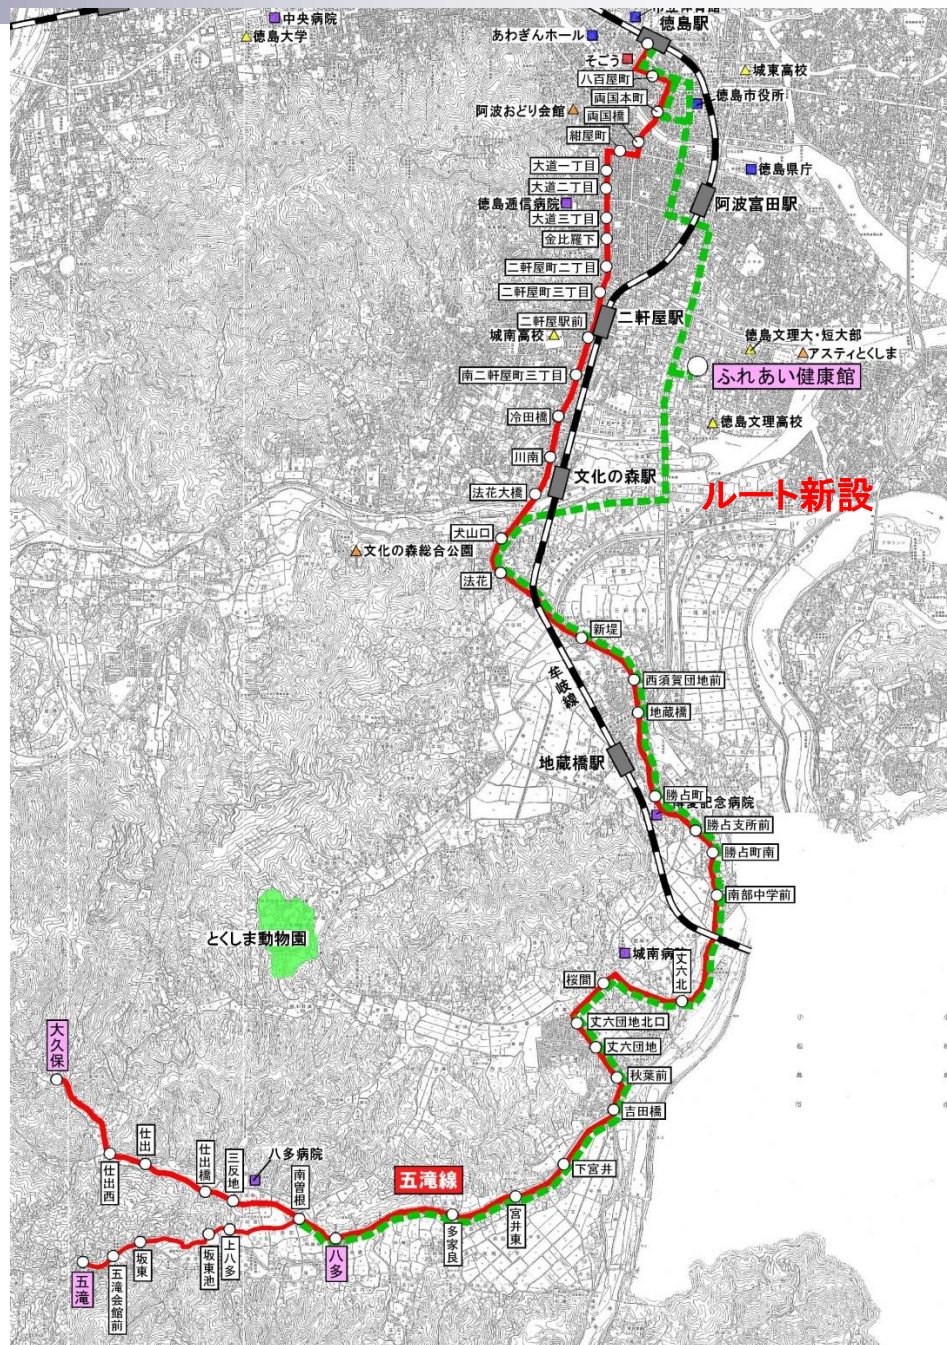 中央病院
徳島大学
徳島駅
あわぎんホール
そごう
城東高校
八百屋町
徳島市役所
両国本町
阿波おどり会館
両国橋
紺屋町
大道一丁目
徳島県庁
大道二丁目
徳島逓信病院
阿波富田駅
大道三丁目
金比羅下
二軒屋町二丁目
二軒屋町三丁目
二軒屋駅前
二軒屋駅
城南高校
徳島文理大・短大部
アスティとくしま
南二軒屋町三丁目
ふれあい健康館
冷田橋
徳島文理高校
川南
文化の森駅
法花大橋
ルート新設
犬山口
文化の森総合公園
法花
新堤
牟岐線
西須賀団地前
地蔵橋
地蔵橋駅
勝占町
記念病院
勝占支所前
勝占町南
南部中学前
とくしま動物園
城南病
丈六北
桜間
丈六団地北口
大久保
丈六団地
秋葉前
吉田橋
仕出
仕出西
仕出橋
三反地
八多病院
南曽根
五滝線
下宮井
宮井東
多家良
八多
上八多
坂東池
坂東
五滝会館前
五滝